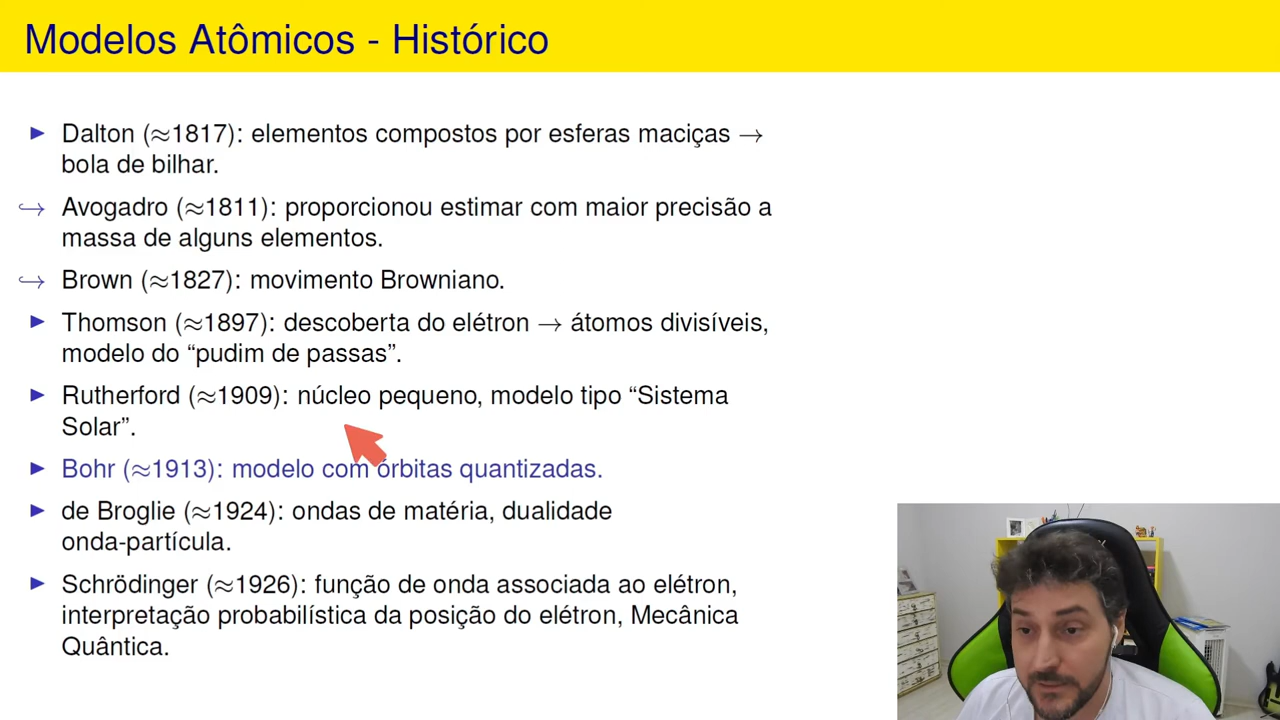 Modelos Atômicos - Histórico
▶ Dalton (≈1817): elementos compostos por esferas maciças →
bola de bilhar.
↪ Avogadro (≈1811): proporcionou estimar com maior precisão a
massa de alguns elementos.
↪ Brown (≈1827): movimento Browniano.
▶ Thomson (≈1897): descoberta do elétron → átomos divisíveis,
modelo do “pudim de passas”.
▶ Rutherford (≈1909): núcleo pequeno, modelo tipo “Sistema
Solar”.
▶ Bohr (≈1913): modelo com órbitas quantizadas.
▶ de Broglie (≈1924): ondas de matéria, dualidade
onda-partícula.
▶ Schrödinger (≈1926): função de onda associada ao elétron,
interpretação probabilística da posição do elétron, Mecânica
Quântica.